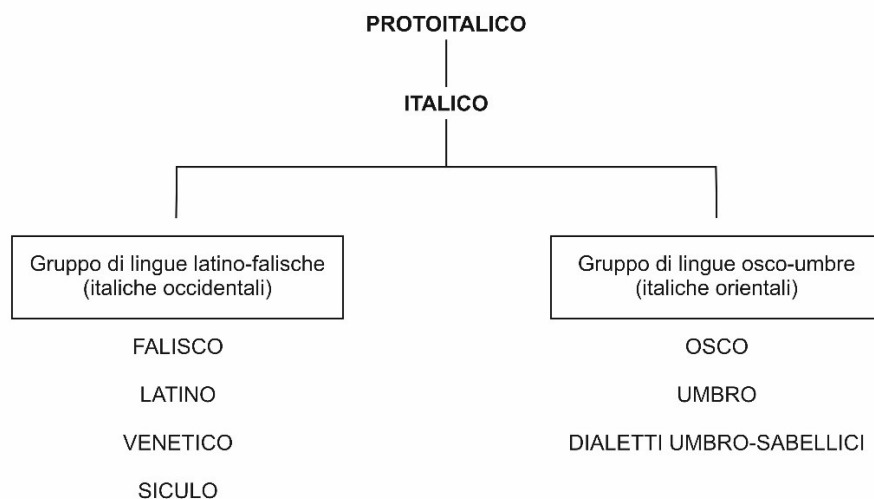 PROTOITALICO
ITALICO
Gruppo di lingue latino-falische
(italiche occidentali)
FALISCO
LATINO
VENETICO
SICULO
Gruppo di lingue osco-umbre
(italiche orientali)
OSCO
UMBRO
DIALETTI UMBRO-SABELLICI